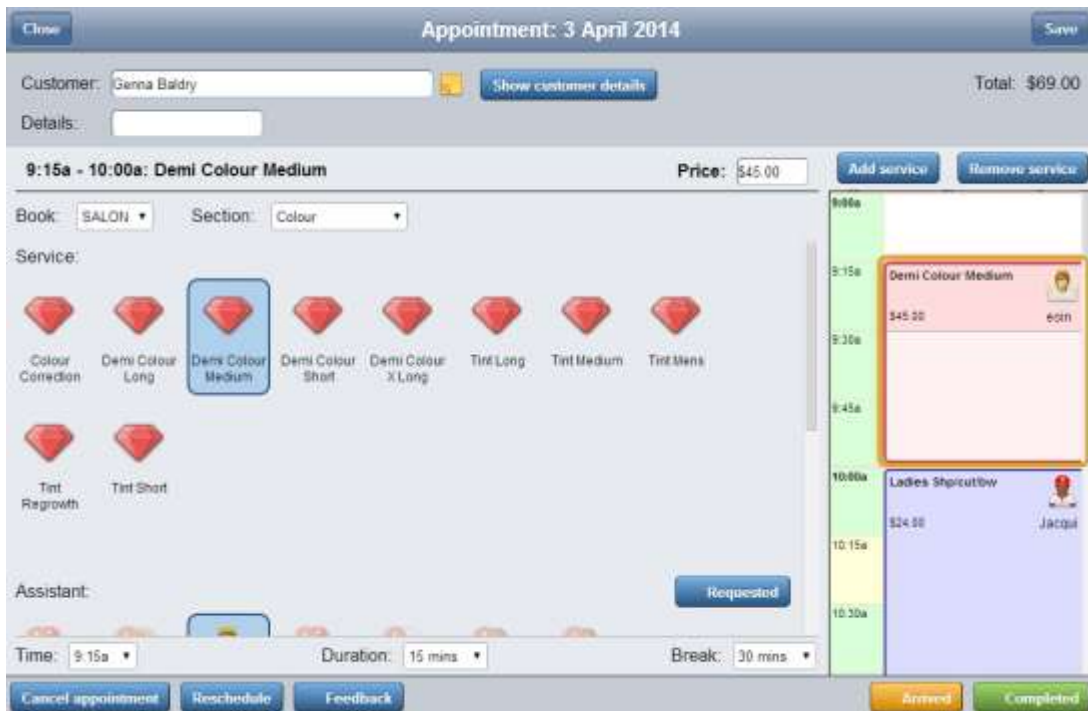 Close Appointment: 3 April 2014 Save
Customer: Genna Baldry Show customer details Total: $69.00
Details:
9:15a - 10:00a: Demi Colour Medium Price: $45.00 Add service Remove service
Book: SALON Section: Colour
Service:
Colour Correction
Demi Colour Long
Demi Colour Medium
Demi Colour Short
Demi Colour X Long
Tint Long
Tint Medium
Tint Mens
Tint Regrowth
Tint Short
Assistant: Requested
Time: 9:15a Duration: 15 mins Break: 30 mins
9:00a
9:15a Demi Colour Medium
$45.00 eoin
9:30a
9:45a
10:00a Ladies Shp/cut/bw
$24.00 Jacqui
10:15a
10:30a
Cancel appointment Reschedule Feedback Arrived Completed